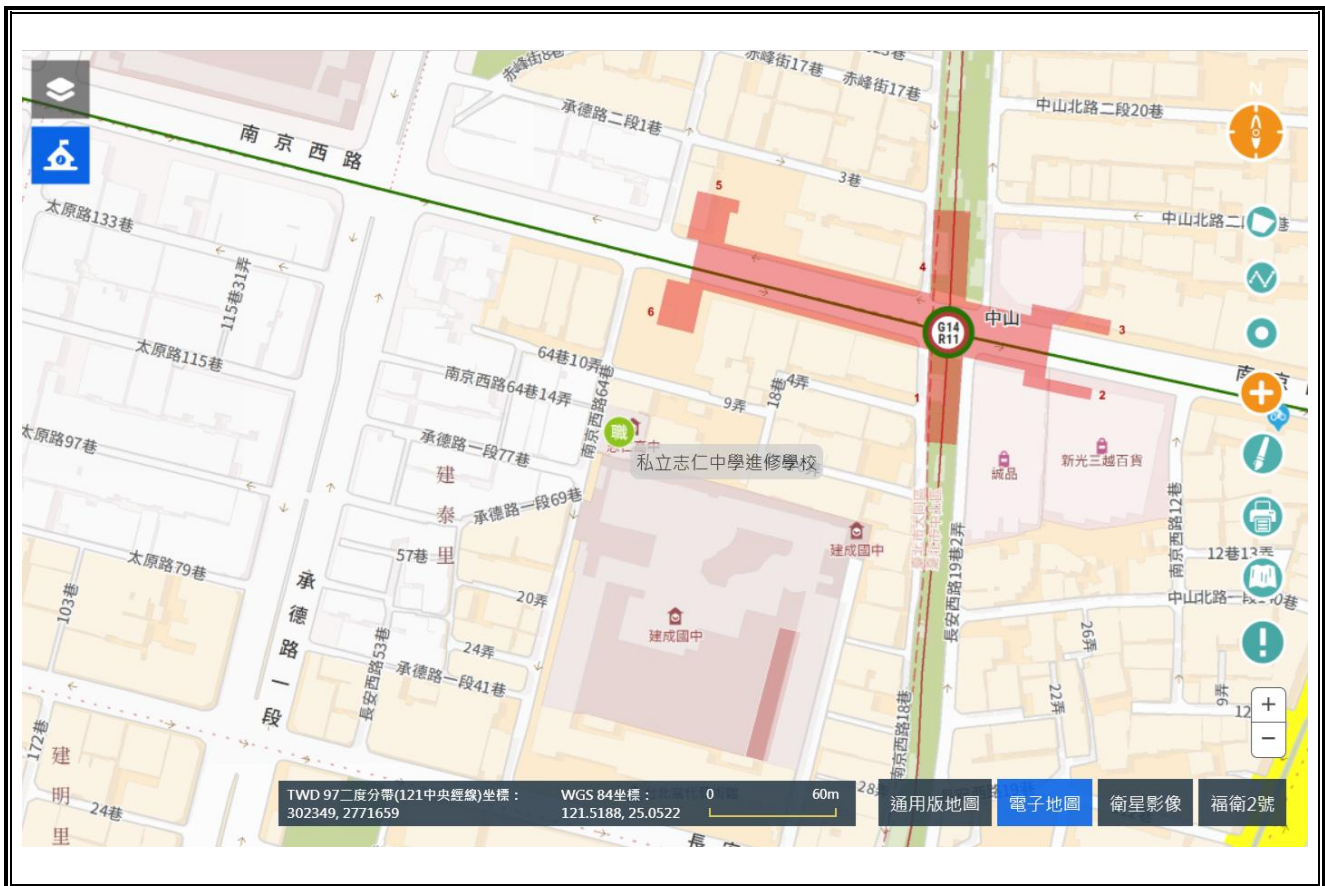 赤峰街17巷
赤峰街17巷
承德路二段1巷
中山北路二段20巷
N
南京西路
3巷
5
太原路133巷
中山北路二
巷
115巷31弄
4
6
中山
G14
R11
3
太原路115巷
64巷10弄
南京西路64巷14弄
南京西路64巷
18巷
4弄
9弄
1
2
太原路97巷
承德路一段77巷
職
私立志仁中學進修學校
誠品
新光三越百貨
建泰里
承德路一段69巷
臺北市大同區
臺北市中山區
長安西路19巷2弄
南京西路12巷
建成國中
57巷
12巷13弄
太原路79巷
103巷
20弄
建成國中
26弄
承德路一段
長安西路53巷
24弄
承德路一段41巷
22弄
9弄
12
+
−
172巷
建明里
24巷
南京西路18巷
28
TWD 97二度分帶(121中央經線)坐標：
302349, 2771659
WGS 84坐標：
121.5188, 25.0522
0
60m
通用版地圖
電子地圖
衛星影像
福衛2號